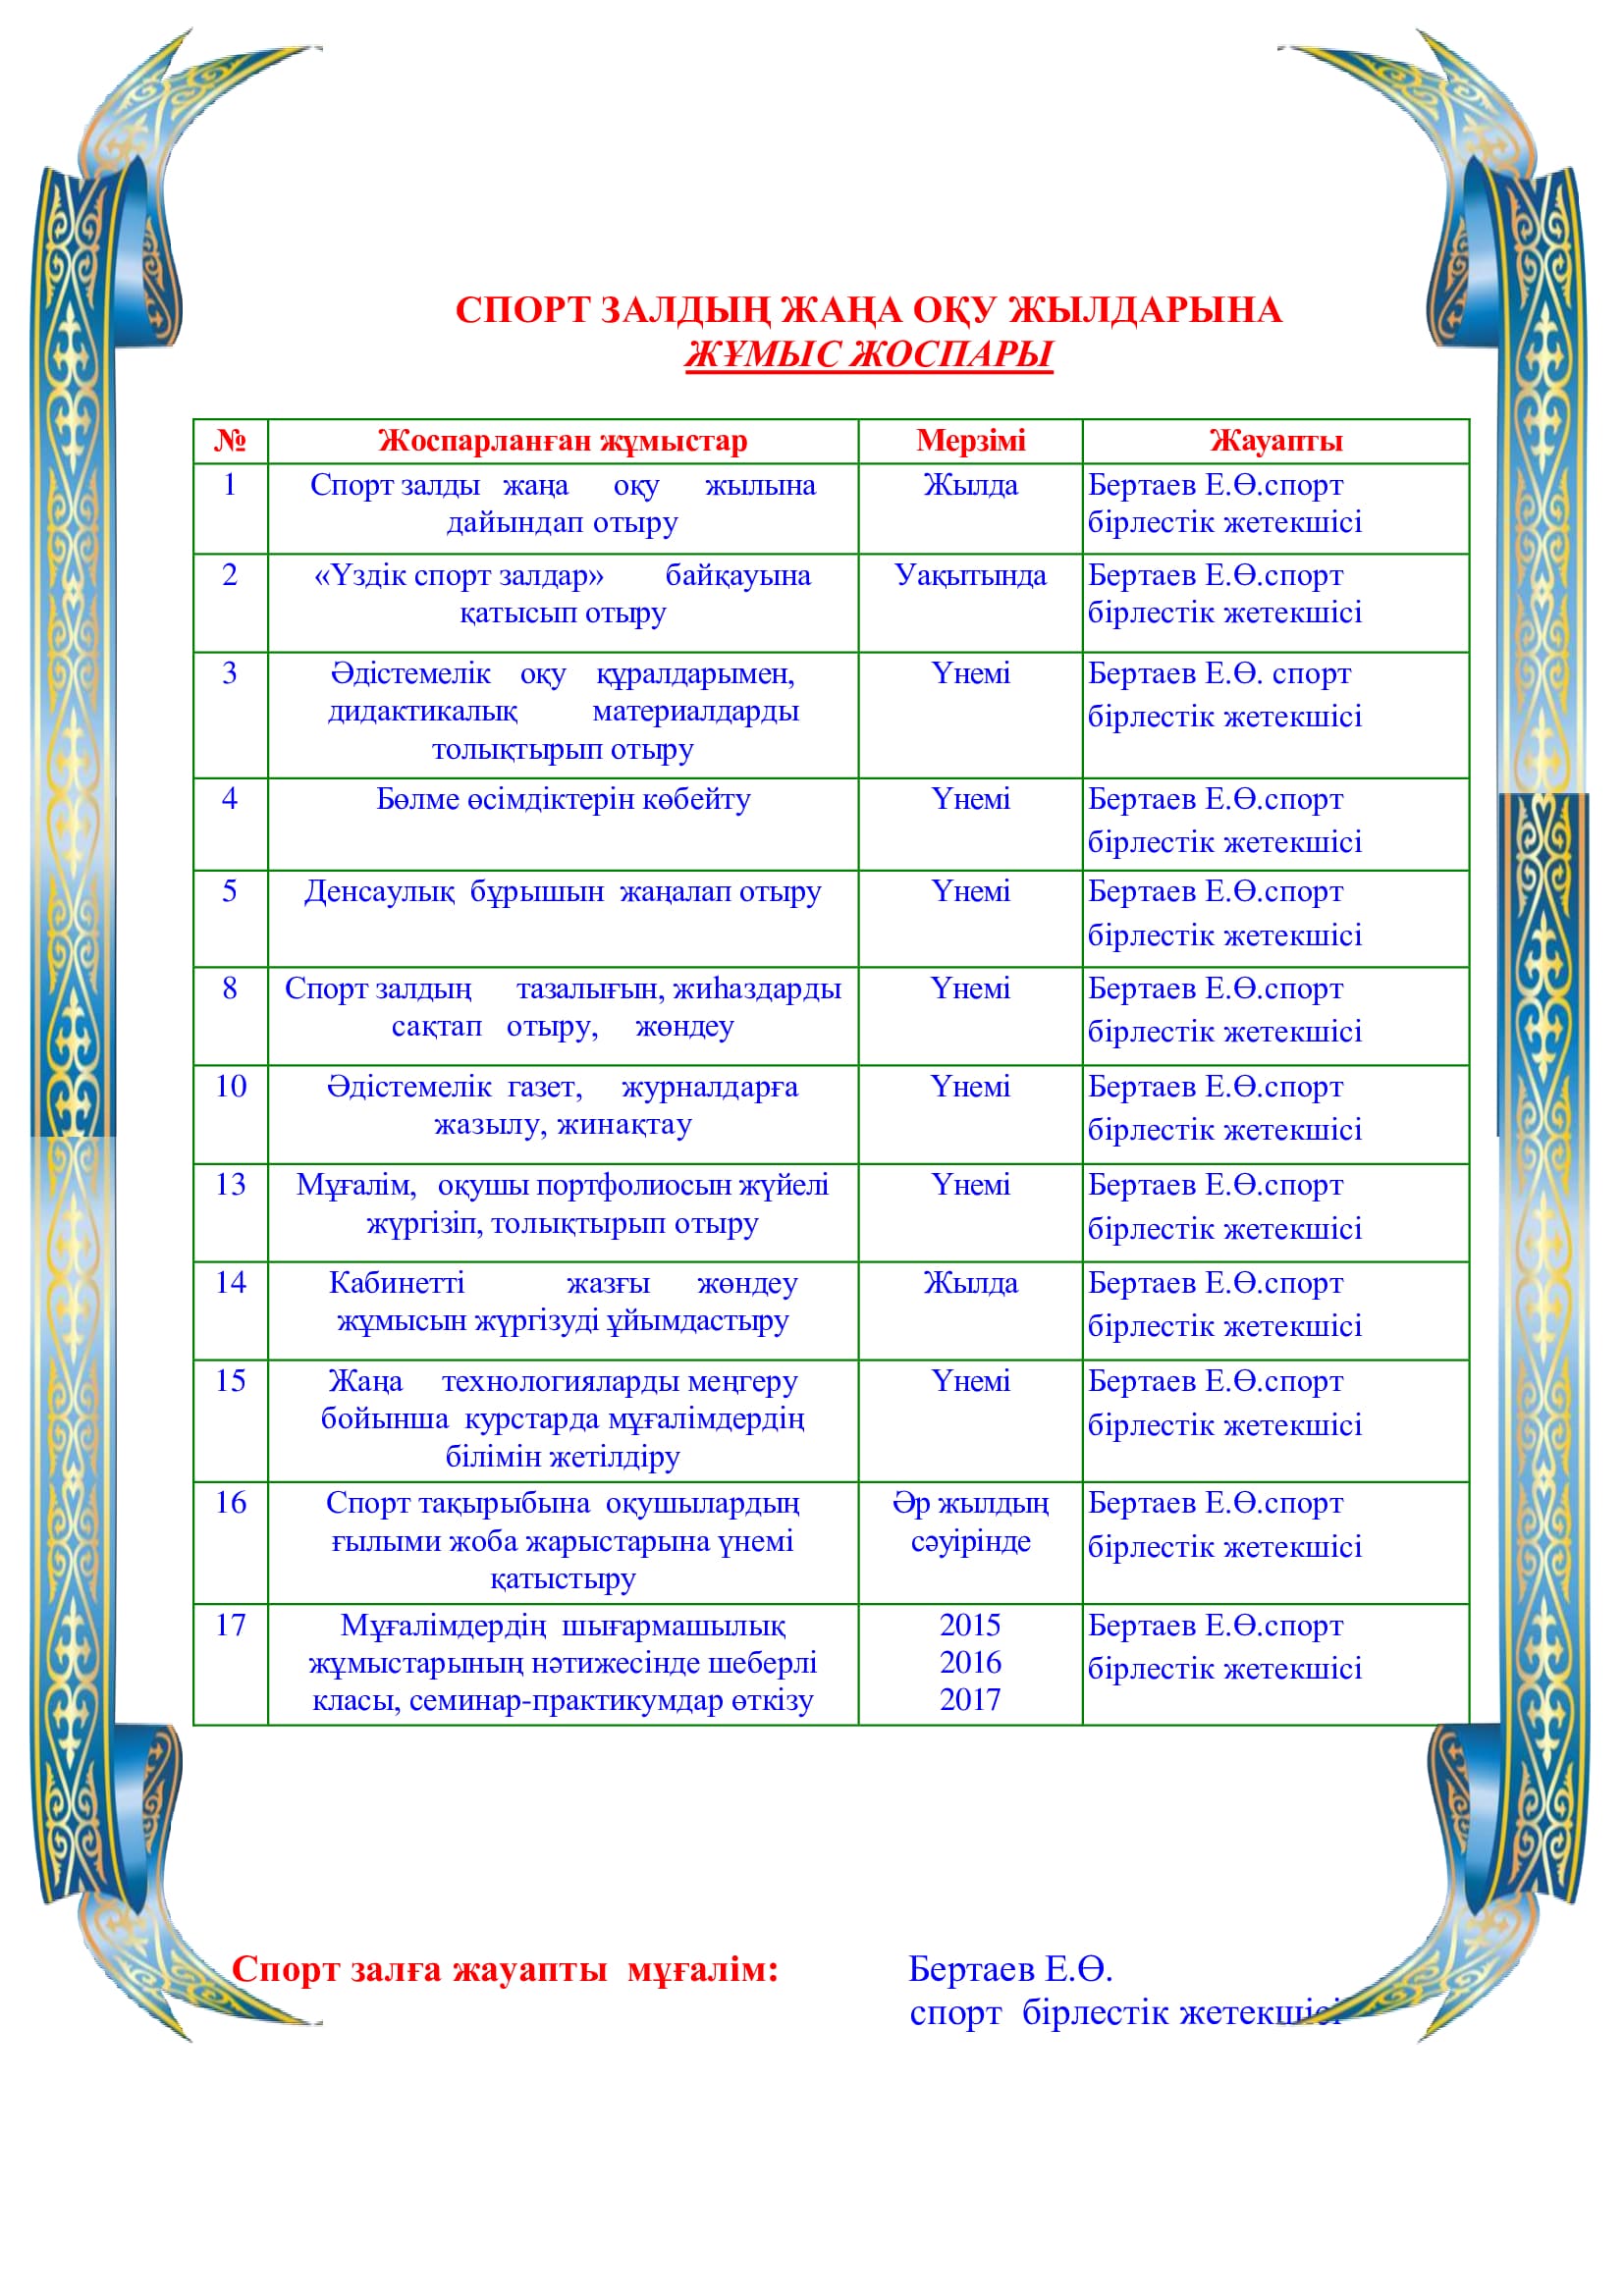 СПОРТ ЗАЛДЫҢ ЖАҢА ОҚУ ЖЫЛДАРЫНА
ЖҰМЫС ЖОСПАРЫ
№ Жоспарланған жұмыстар Мерзімі Жауапты
1 Спорт залды жаңа оқу жылына Жылда Бертаев Е.Ө.спорт
дайындап отыру бірлестік жетекшісі
2 «Үздік спорт залдар» байқауына Уақытында Бертаев Е.Ө.спорт
қатысып отыру бірлестік жетекшісі
3 Әдістемелік оқу құралдарымен, Үнемі Бертаев Е.Ө. спорт
дидактикалық материалдарды бірлестік жетекшісі
толықтырып отыру
4 Бөлме өсімдіктерін көбейту Үнемі Бертаев Е.Ө.спорт
бірлестік жетекшісі
5 Денсаулық бұрышын жаңалап отыру Үнемі Бертаев Е.Ө.спорт
бірлестік жетекшісі
8 Спорт залдың тазалығын, жиһаздарды Үнемі Бертаев Е.Ө.спорт
сақтап отыру, жөндеу бірлестік жетекшісі
10 Әдістемелік газет, журналдарға Үнемі Бертаев Е.Ө.спорт
жазылу, жинақтау бірлестік жетекшісі
13 Мұғалім, оқушы портфолиосын жүйелі Үнемі Бертаев Е.Ө.спорт
жүргізіп, толықтырып отыру бірлестік жетекшісі
14 Кабинетті жазғы жөндеу Жылда Бертаев Е.Ө.спорт
жұмысын жүргізуді ұйымдастыру бірлестік жетекшісі
15 Жаңа технологияларды меңгеру Үнемі Бертаев Е.Ө.спорт
бойынша курстарда мұғалімдердің бірлестік жетекшісі
білімін жетілдіру
16 Спорт тақырыбына оқушылардың Әр жылдың Бертаев Е.Ө.спорт
ғылыми жоба жарыстарына үнемі сәуірінде бірлестік жетекшісі
қатыстыру
17 Мұғалімдердің шығармашылық 2015 Бертаев Е.Ө.спорт
жұмыстарының нәтижесінде шеберлі 2016 бірлестік жетекшісі
класы, семинар-практикумдар өткізу 2017
Спорт залға жауапты мұғалім: Бертаев Е.Ө.
спорт бірлестік жетекшісі